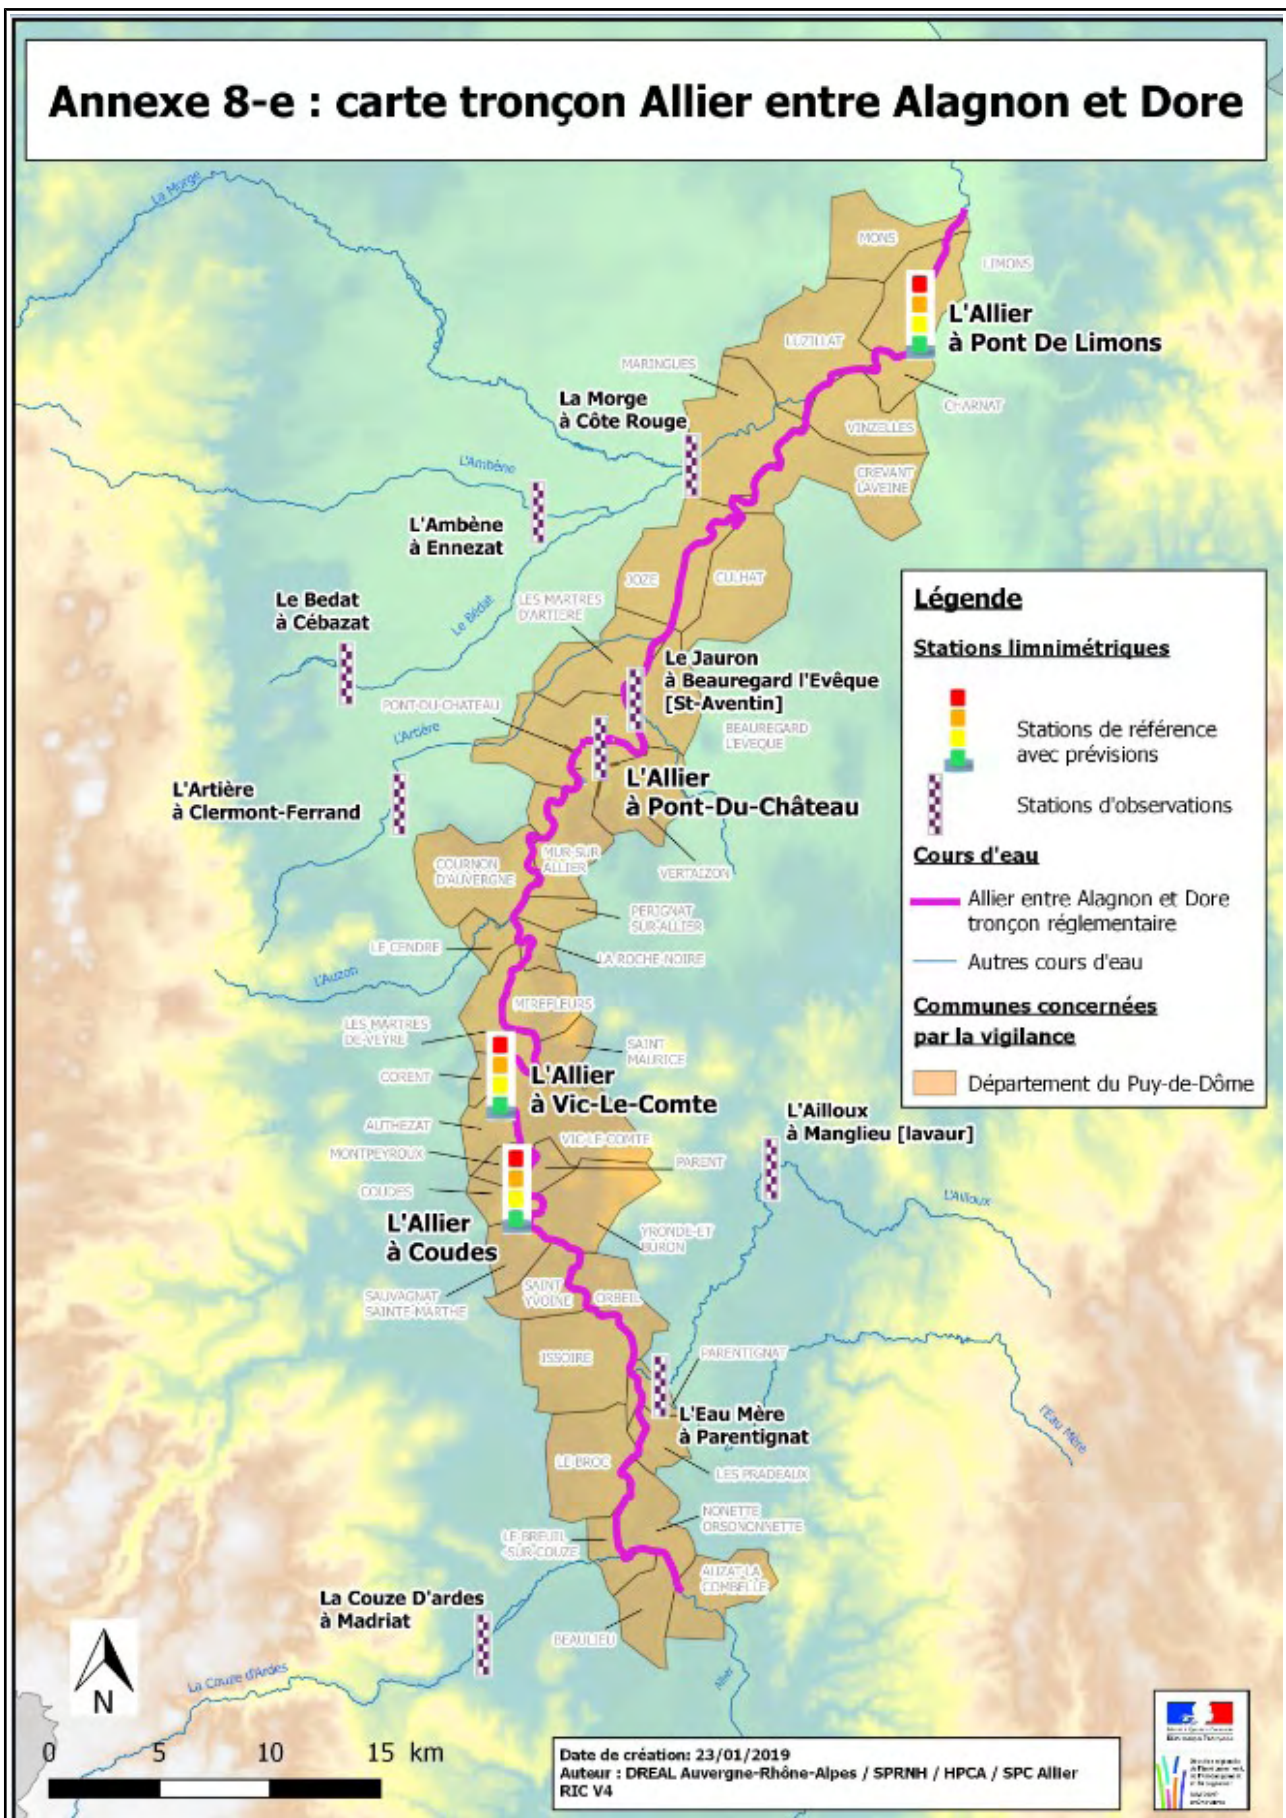 Annexe 8-e : carte tronçon Allier entre Alagnon et Dore
La Morge
MONS
LIMONS
L'Allier
à Pont De Limons
LUZILLAT
MARINGUES
CHARNAT
La Morge
à Côte Rouge
VINZELLES
L'Ambène
CREVANT
LAVEINE
L'Ambène
à Ennezat
JOZE
CULHAT
LES MARTRES
D'ARTIERE
Le Bédat
Le Bedat
à Cébazat
Le Jauron
à Beauregard l'Evêque
[St-Aventin]
PONT-DU-CHATEAU
BEAUREGARD
L'EVEQUE
L'Artière
L'Allier
à Pont-Du-Château
L'Artière
à Clermont-Ferrand
MUR-SUR
ALLIER
COURNON
D'AUVERGNE
VERTAIZON
PERIGNAT
SUR-ALLIER
LE CENDRE
LA ROCHE-NOIRE
L'Auzon
MIREFLEURS
LES MARTRES
DE-VEYRE
SAINT
MAURICE
CORENT
L'Allier
à Vic-Le-Comte
AUTHEZAT
VIC-LE-COMTE
MONTPEYROUX
PARENT
COUDES
L'Allier
à Coudes
YRONDE-ET
BURON
L'Ailloux
à Manglieu [lavaur]
L'Ailloux
SAUVAGNAT
SAINTE-MARTHE
SAINT
YVOINE
ORBEIL
ISSOIRE
PARENTIGNAT
L'Eau Mère
à Parentignat
l'Eau Mère
LE-BROC
LES PRADEAUX
NONETTE
ORSONNETTE
LE-BREUIL
-SUR-COUZE
AUZAT-LA
COMBELLE
La Couze D'ardes
à Madriat
BEAULIEU
La Couze d'Ardes
Allier
Légende
Stations limnimétriques
Stations de référence
avec prévisions
Stations d'observations
Cours d'eau
Allier entre Alagnon et Dore
tronçon réglementaire
Autres cours d'eau
Communes concernées
par la vigilance
Département du Puy-de-Dôme
N
0 5 10 15 km
Date de création: 23/01/2019
Auteur : DREAL Auvergne-Rhône-Alpes / SPRNH / HPCA / SPC Allier
RIC V4